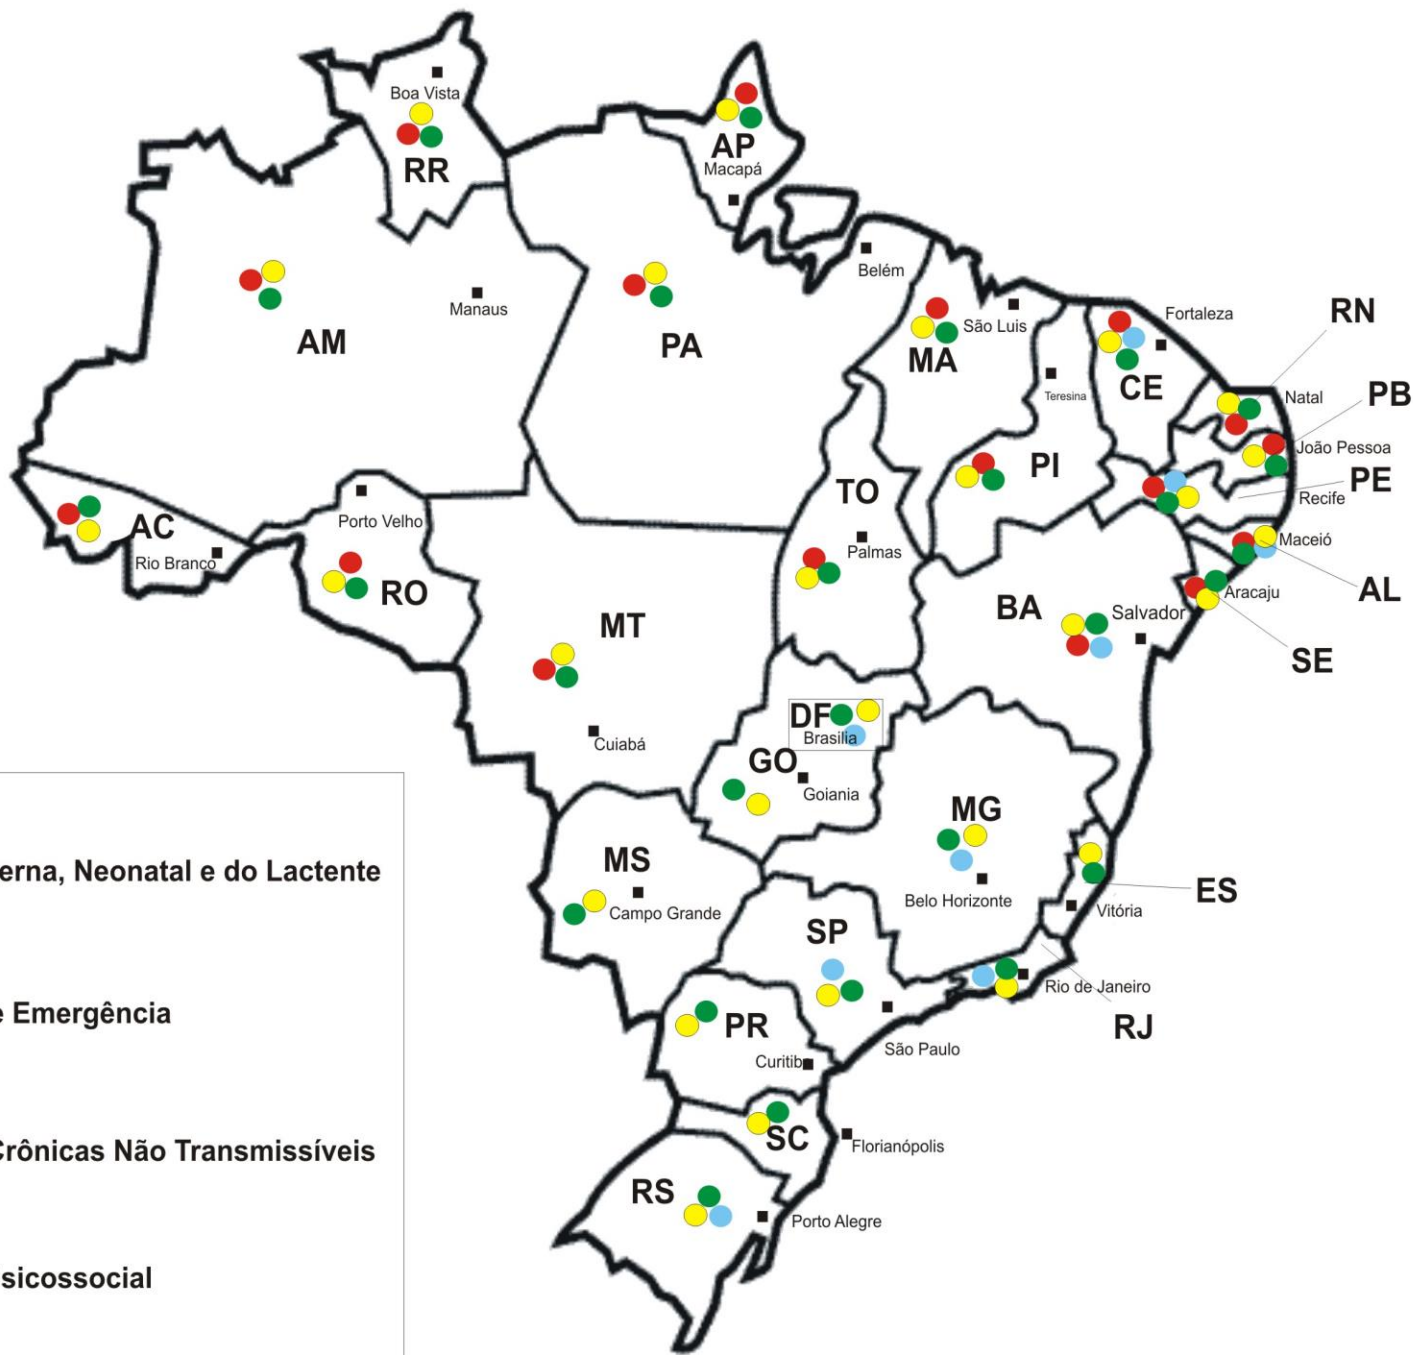 Boa Vista
RR
AP
Macapá
Belém
Manaus
AM
PA
São Luis
MA
Fortaleza
CE
Teresina
RN
Natal
PB
João Pessoa
PI
PE
Recife
TO
Palmas
AC
Porto Velho
Rio Branco
RO
Maceió
AL
Aracaju
SE
BA
Salvador
MT
Cuiabá
DF
Brasilia
GO
Goiania
MG
Belo Horizonte
MS
Campo Grande
ES
Vitória
SP
Rio de Janeiro
RJ
São Paulo
PR
Curitiba
SC
Florianópolis
RS
Porto Alegre
erna, Neonatal e do Lactente
e Emergência
Crônicas Não Transmissíveis
sicossocial